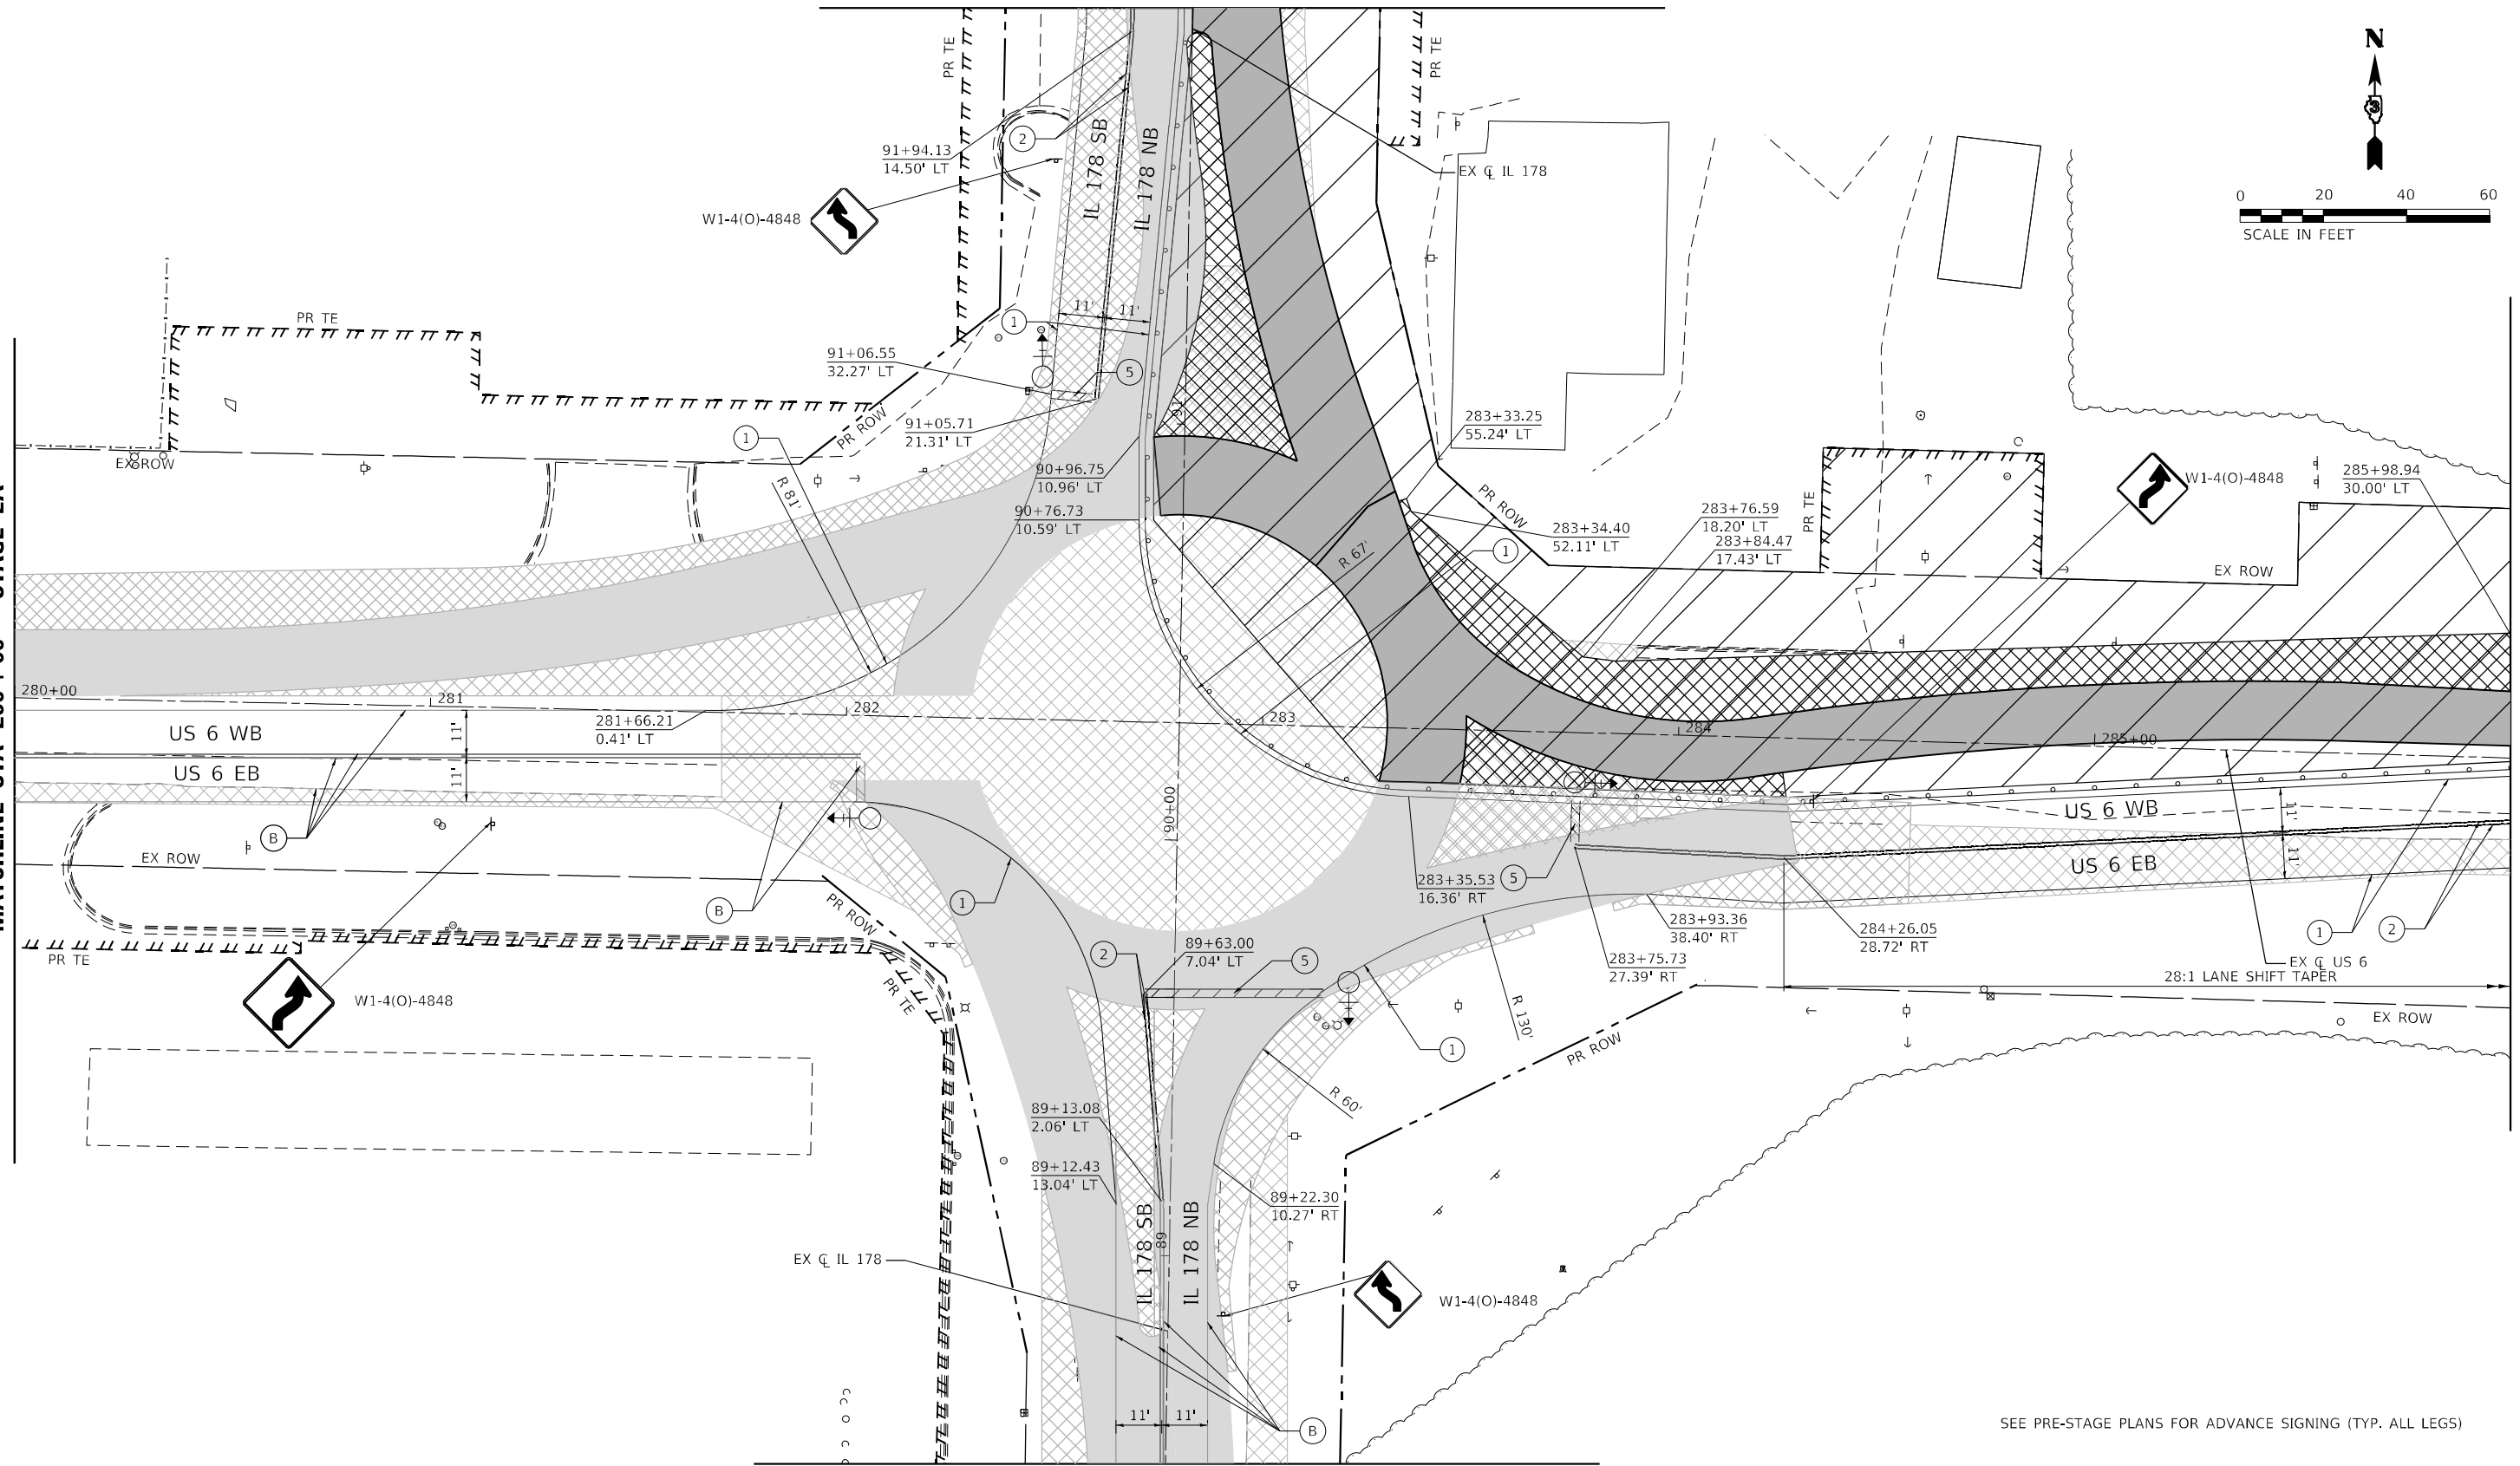 N
3
0 20 40 60
SCALE IN FEET
PR TE
PR TE
IL 178 SB
IL 178 NB
2
91+94.13
14.50' LT
W1-4(O)-4848
EX ℄ IL 178
PR TE
11' 11'
1
91+06.55
32.27' LT
5
91
91+05.71
21.31' LT
PR ROW
1
EX ROW
R 81'
90+96.75
10.96' LT
90+76.73
10.59' LT
283+33.25
55.24' LT
PR ROW
283+34.40
52.11' LT
R 67'
1
283+76.59
18.20' LT
283+84.47
17.43' LT
PR TE
W1-4(O)-4848
285+98.94
30.00' LT
EX ROW
280+00
281
281+66.21
0.41' LT
282
283
284
285+00
US 6 WB
US 6 EB
11'
11'
B
90+00
US 6 WB
US 6 EB
11'
11'
EX ROW
B
PR ROW
1
283+35.53
16.36' RT
5
283+93.36
38.40' RT
284+26.05
28.72' RT
283+75.73
27.39' RT
1
2
EX ℄ US 6
28:1 LANE SHIFT TAPER
PR TE
PR TE
W1-4(O)-4848
2
89+63.00
7.04' LT
5
R 130'
1
R 60'
PR ROW
EX ROW
89+13.08
2.06' LT
89+12.43
13.04' LT
89+22.30
10.27' RT
IL 178 SB
89
IL 178 NB
EX ℄ IL 178
W1-4(O)-4848
11' 11'
B
SEE PRE-STAGE PLANS FOR ADVANCE SIGNING (TYP. ALL LEGS)